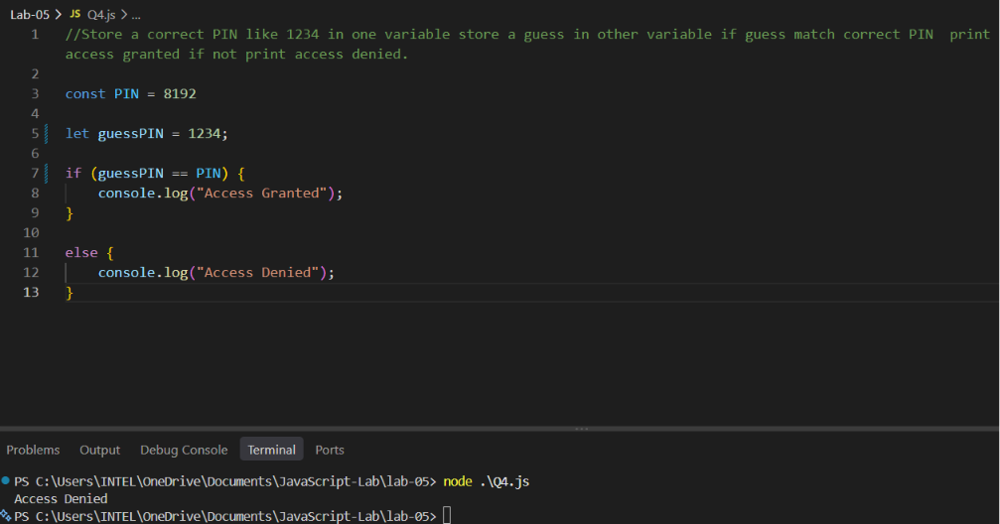 Lab-05 > JS Q4.js > ...
1 //Store a correct PIN like 1234 in one variable store a guess in other variable if guess match correct PIN  print
access granted if not print access denied.
2
3 const PIN = 8192
4
5 let guessPIN = 1234;
6
7 if (guessPIN == PIN) {
8     console.log("Access Granted");
9 }
10
11 else {
12     console.log("Access Denied");
13 }
Problems Output Debug Console Terminal Ports
PS C:\Users\INTEL\OneDrive\Documents\JavaScript-Lab\lab-05> node .\Q4.js
Access Denied
PS C:\Users\INTEL\OneDrive\Documents\JavaScript-Lab\lab-05>